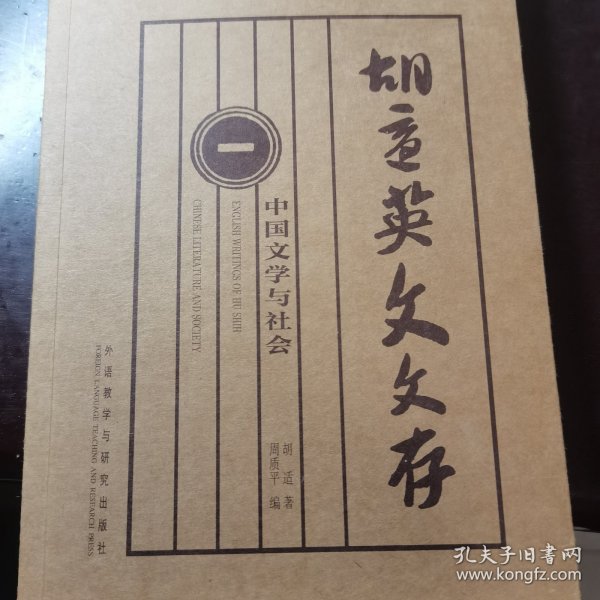 胡适英文文存
一
中国文学与社会
ENGLISH WRITINGS OF HU SHIH
CHINESE LITERATURE AND SOCIETY
胡适 著
周质平 编
外语教学与研究出版社
FOREIGN LANGUAGE TEACHING AND RESEARCH PRESS
孔夫子旧书网
www.kongfz.com